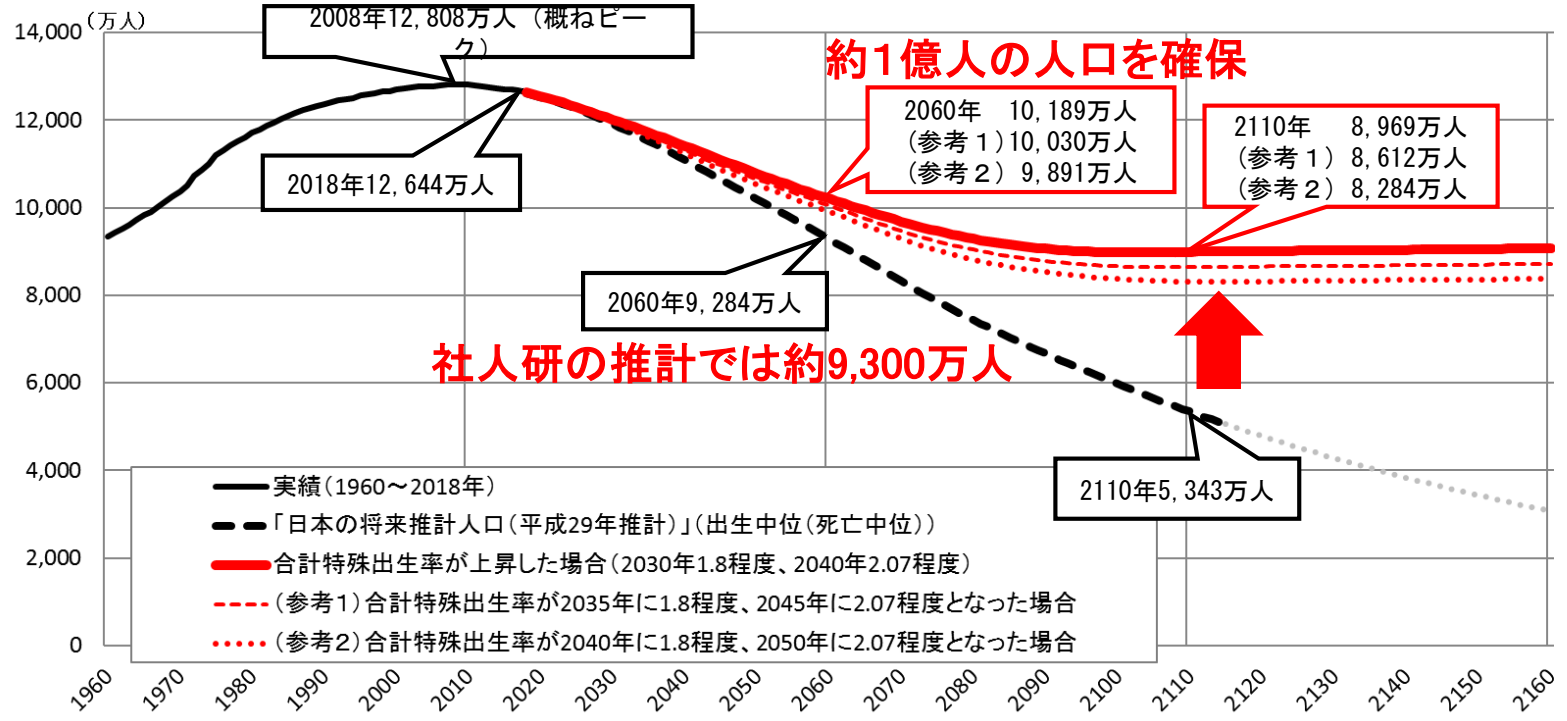 (万人)
14,000
12,000
10,000
8,000
6,000
4,000
2,000
0
2008年12,808万人（概ねピー
ク）
2018年12,644万人
約1億人の人口を確保
2060年　10,189万人
(参考１)10,030万人
(参考２) 9,891万人
2110年　8,969万人
(参考１) 8,612万人
(参考２) 8,284万人
2060年9,284万人
社人研の推計では約9,300万人
2110年5,343万人
実績(1960～2018年)
「日本の将来推計人口(平成29年推計)」(出生中位(死亡中位))
合計特殊出生率が上昇した場合(2030年1.8程度、2040年2.07程度)
(参考１)合計特殊出生率が2035年に1.8程度、2045年に2.07程度となった場合
(参考２)合計特殊出生率が2040年に1.8程度、2050年に2.07程度となった場合
1960
1970
1980
1990
2000
2010
2020
2030
2040
2050
2060
2070
2080
2090
2100
2110
2120
2130
2140
2150
2160